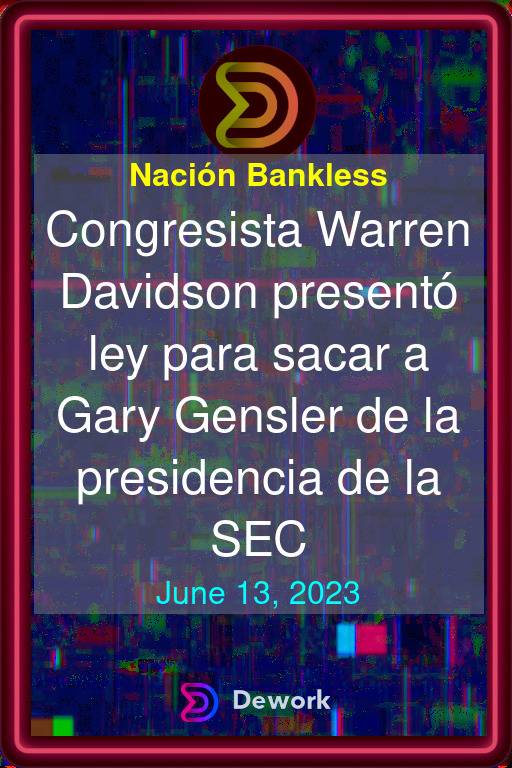 Nación Bankless
Congresista Warren
Davidson presentó
ley para sacar a
Gary Gensler de la
presidencia de la
SEC
June 13, 2023
Dework